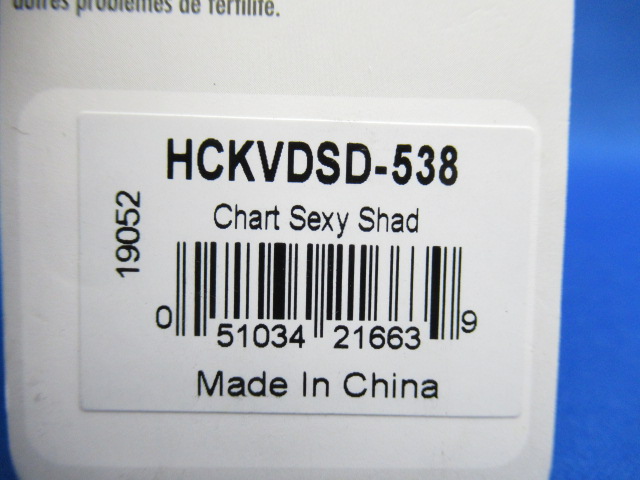 autres problèmes de fertilité.
HCKVDSD-538
19052
Chart Sexy Shad
0 51034 21663 9
Made In China